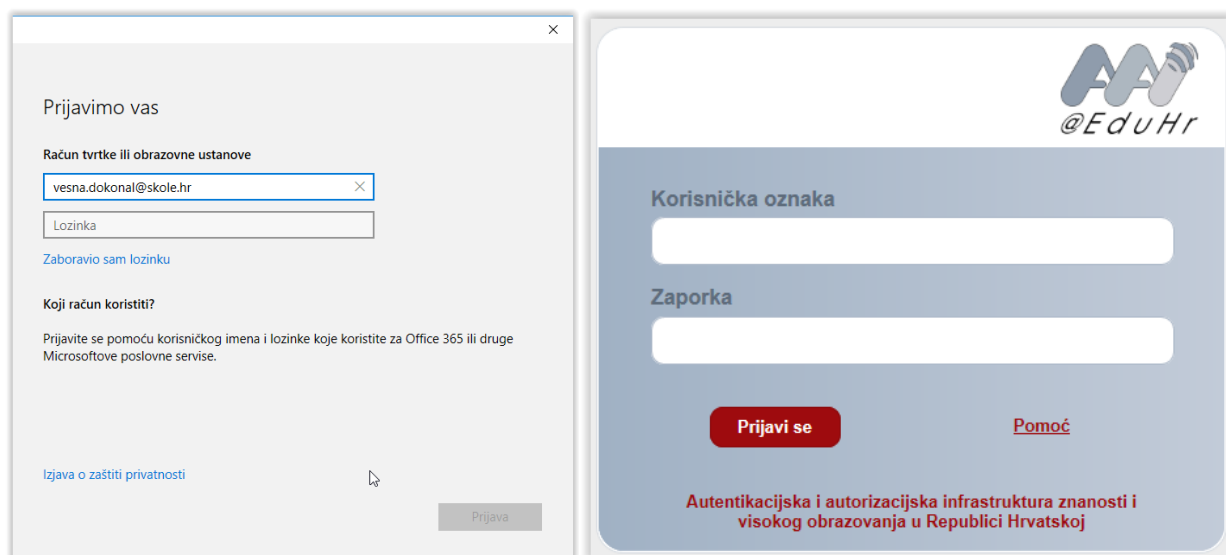 Prijavimo vas
Račun tvrtke ili obrazovne ustanove
vesna.dokonal@skole.hr
Lozinka
Zaboravio sam lozinku
Koji račun koristiti?
Prijavite se pomoću korisničkog imena i lozinke koje koristite za Office 365 ili druge
Microsoftove poslovne servise.
Izjava o zaštiti privatnosti
Prijava
AAI
@EduHr
Korisnička oznaka
Zaporka
Prijavi se
Pomoć
Autentikacijska i autorizacijska infrastruktura znanosti i
visokog obrazovanja u Republici Hrvatskoj